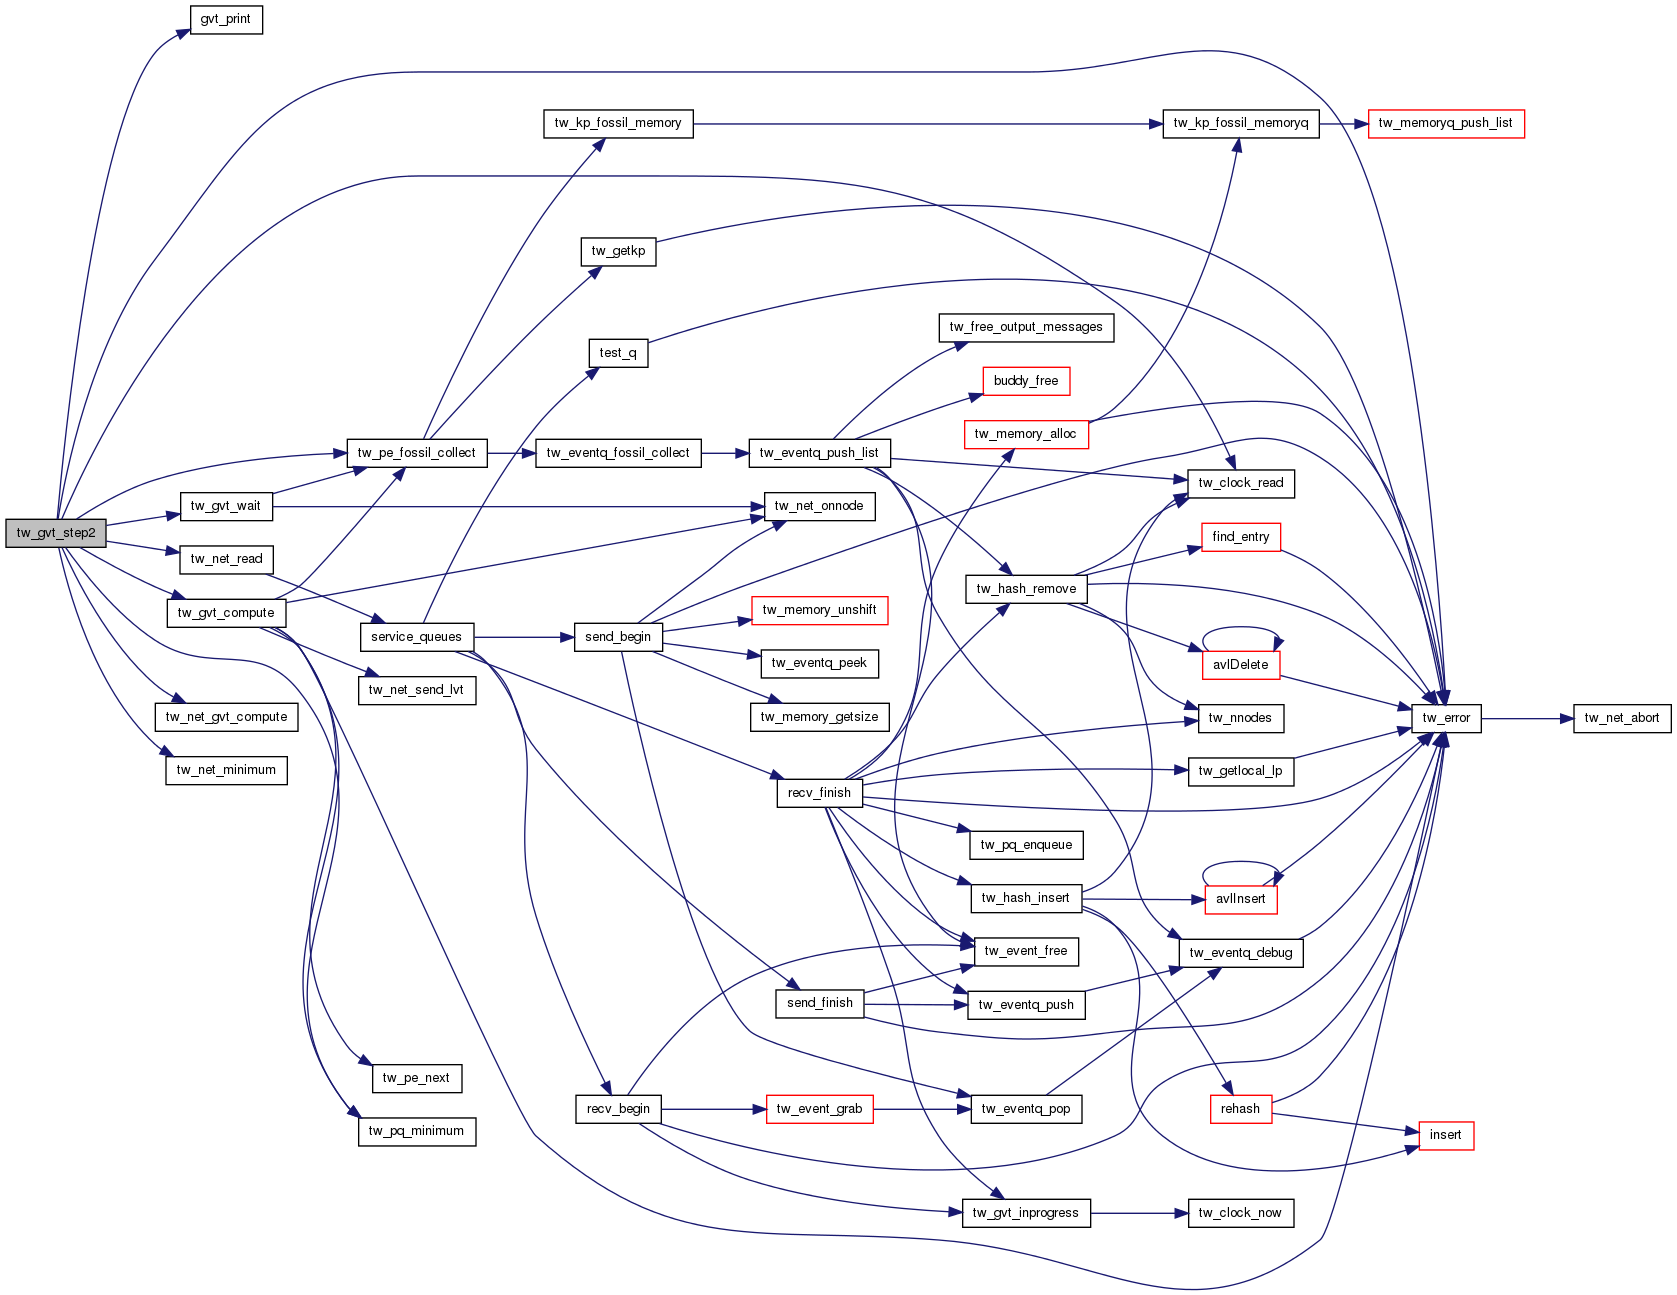 gvt_print
tw_kp_fossil_memory
tw_kp_fossil_memoryq
tw_memoryq_push_list
tw_getkp
tw_free_output_messages
test_q
buddy_free
tw_memory_alloc
tw_pe_fossil_collect
tw_eventq_fossil_collect
tw_eventq_push_list
tw_clock_read
tw_gvt_wait
tw_net_onnode
tw_gvt_step2
find_entry
tw_net_read
tw_hash_remove
tw_gvt_compute
tw_memory_unshift
service_queues
send_begin
tw_eventq_peek
avlDelete
tw_net_send_lvt
tw_net_gvt_compute
tw_memory_getsize
tw_nnodes
tw_error
tw_net_abort
tw_net_minimum
tw_getlocal_lp
recv_finish
tw_pq_enqueue
tw_hash_insert
avlInsert
tw_event_free
tw_eventq_debug
send_finish
tw_eventq_push
tw_pe_next
recv_begin
tw_event_grab
tw_eventq_pop
rehash
tw_pq_minimum
insert
tw_gvt_inprogress
tw_clock_now